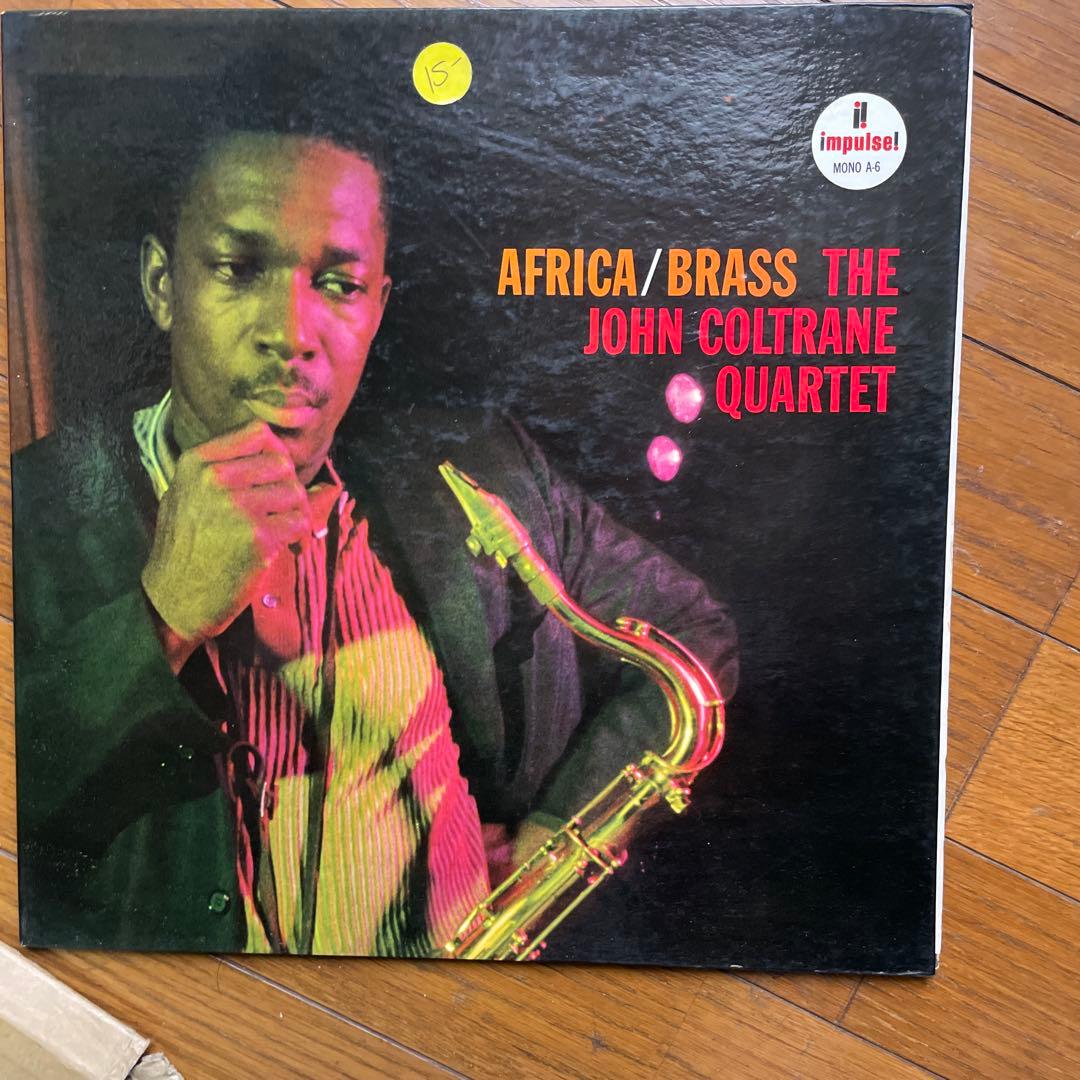 15-
i!
impulse!
MONO A-6
AFRICA/BRASS THE
JOHN COLTRANE
QUARTET